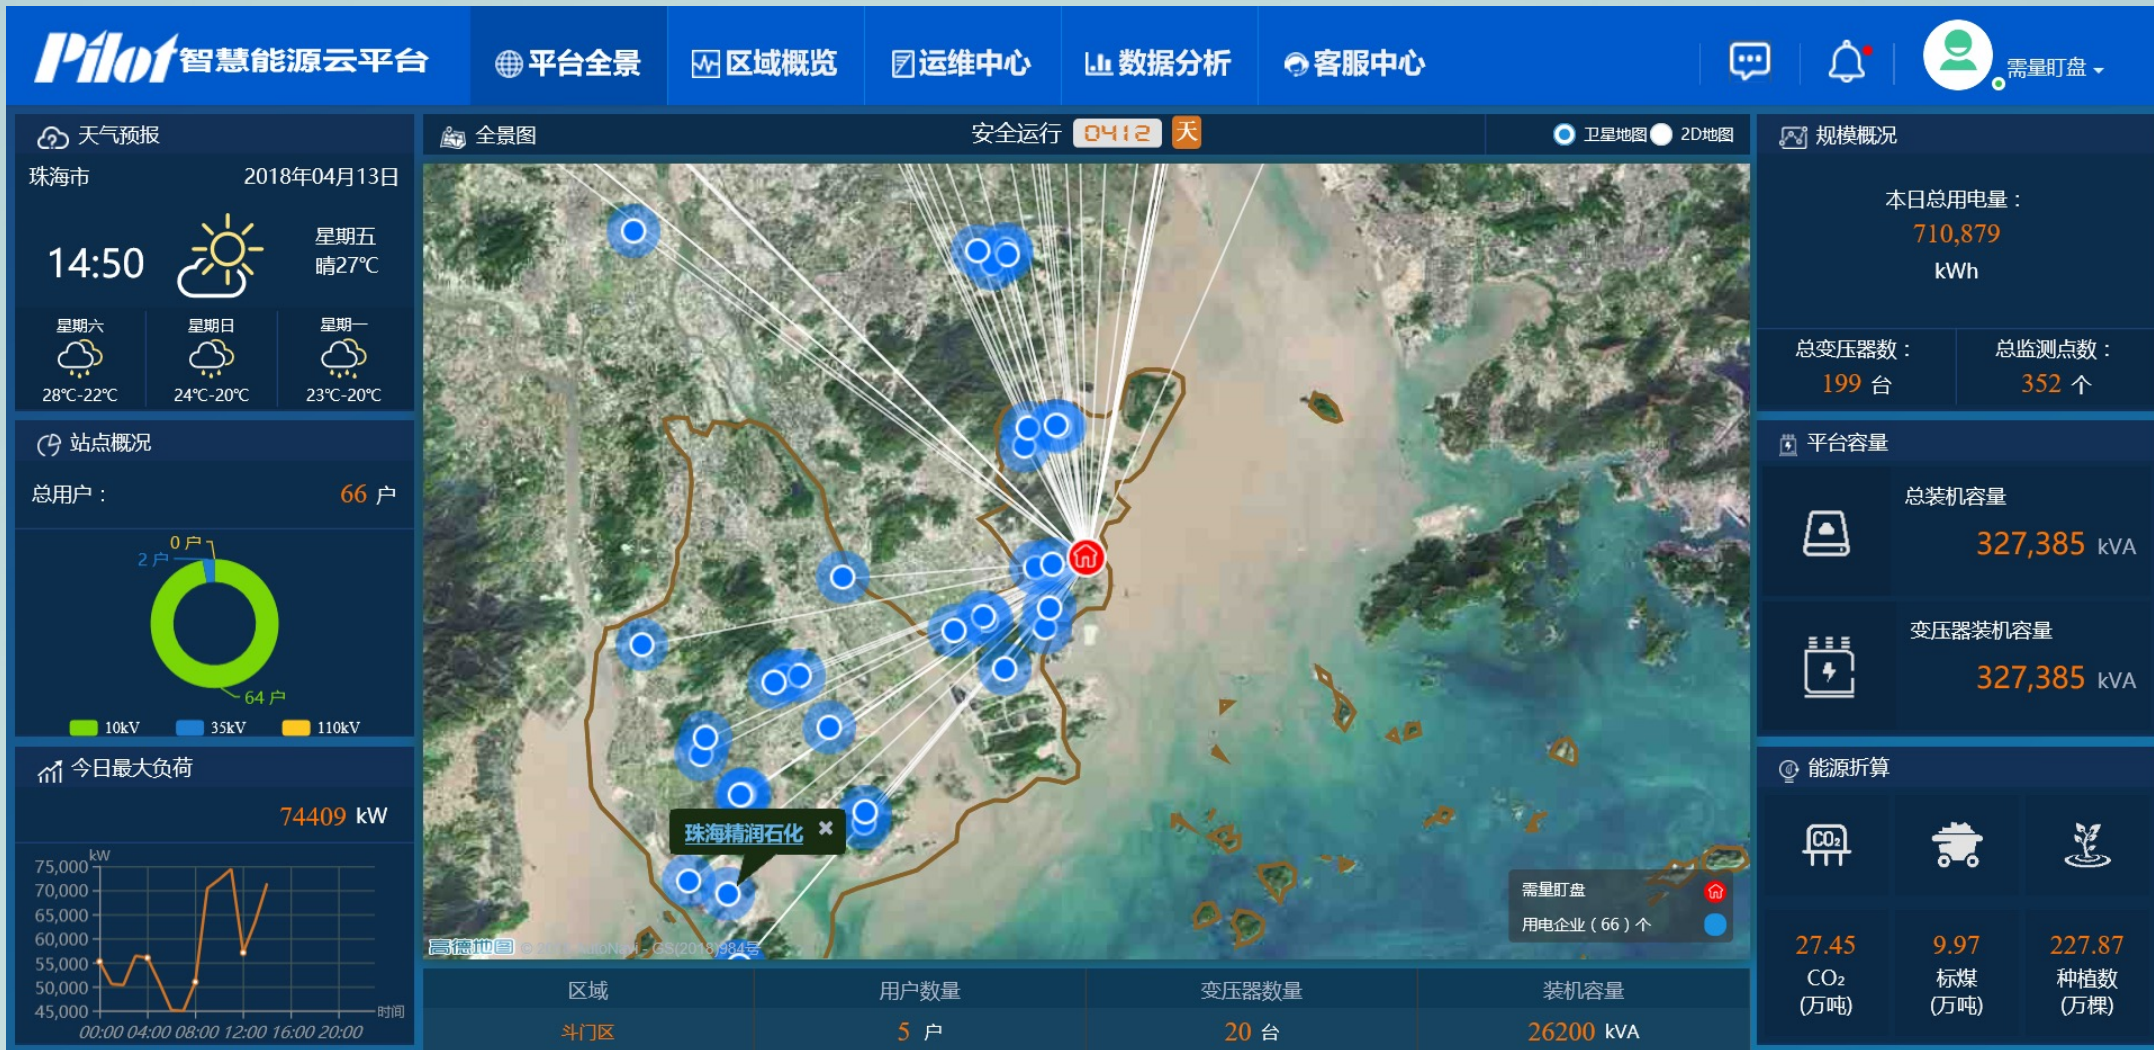 Pilot智慧能源云平台
平台全景
区域概览
运维中心
数据分析
客服中心
需量盯盘
天气预报
珠海市
2018年04月13日
14:50
星期五
晴27℃
星期六
28℃-22℃
星期日
24℃-20℃
星期一
23℃-20℃
站点概况
总用户：
66 户
0 户
2 户
64 户
10kV
35kV
110kV
今日最大负荷
74409 kW
kW
75,000
70,000
65,000
60,000
55,000
50,000
45,000
时间
00:00 04:00 08:00 12:00 16:00 20:00
全景图
安全运行 0412 天
卫星地图
2D地图
珠海精润石化
需量盯盘
用电企业（66）个
高德地图
AutoNavi - GS(2018)984号
区域
斗门区
用户数量
5 户
变压器数量
20 台
装机容量
26200 kVA
规模概况
本日总用电量：
710,879
kWh
总变压器数：
199 台
总监测点数：
352 个
平台容量
总装机容量
327,385 kVA
变压器装机容量
327,385 kVA
能源折算
CO₂
27.45
CO₂
(万吨)
9.97
标煤
(万吨)
227.87
种植数
(万棵)